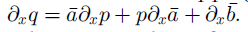 ∂ₓq = ā∂ₓp + p∂ₓā + ∂ₓb̄.